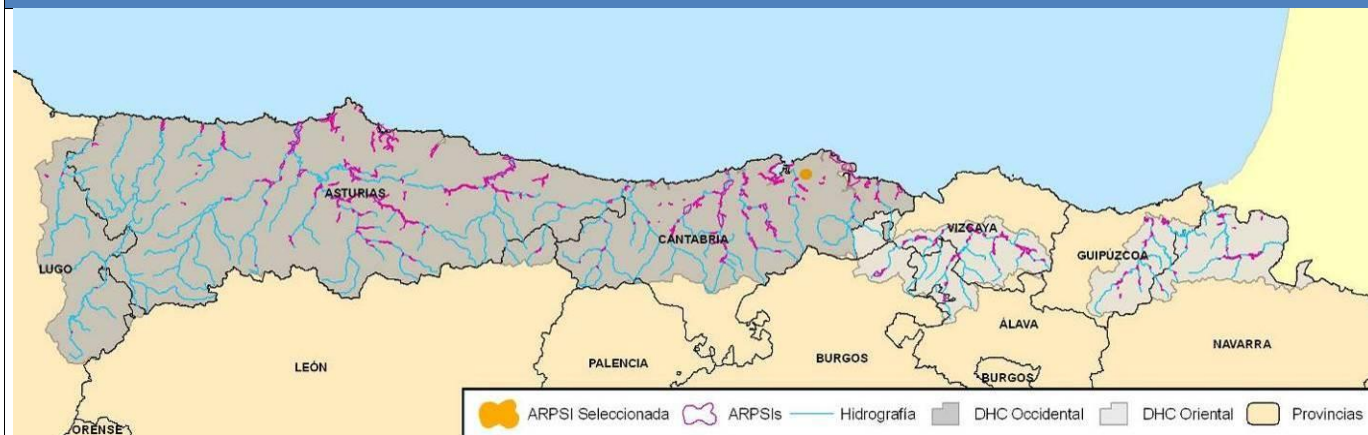 ASTURIAS
CANTABRIA
VIZCAYA
GUIPÚZCOA
LUGO
ÁLAVA
NAVARRA
LEÓN
PALENCIA
BURGOS
BURGOS
ORENSE
ARPSI Seleccionada
ARPSIs
Hidrografía
DHC Occidental
DHC Oriental
Provincias